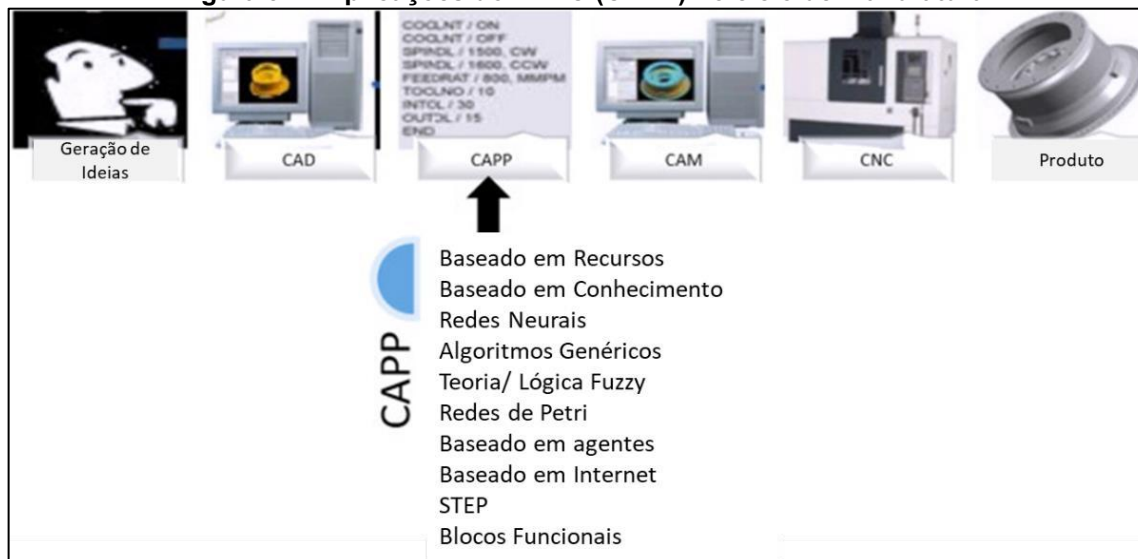 COOLNT / ON
COOLNT / OFF
SPINDL / 1500, CW
SPINDL / 1600, CCW
FEEDRAT / 800, MMPM
TOOLNO / 10
INTOL / 30
OUTOL / 15
END
Geração de
Ideias
CAD
CAPP
CAM
CNC
Produto
CAPP
Baseado em Recursos
Baseado em Conhecimento
Redes Neurais
Algoritmos Genéricos
Teoria/ Lógica Fuzzy
Redes de Petri
Baseado em agentes
Baseado em Internet
STEP
Blocos Funcionais